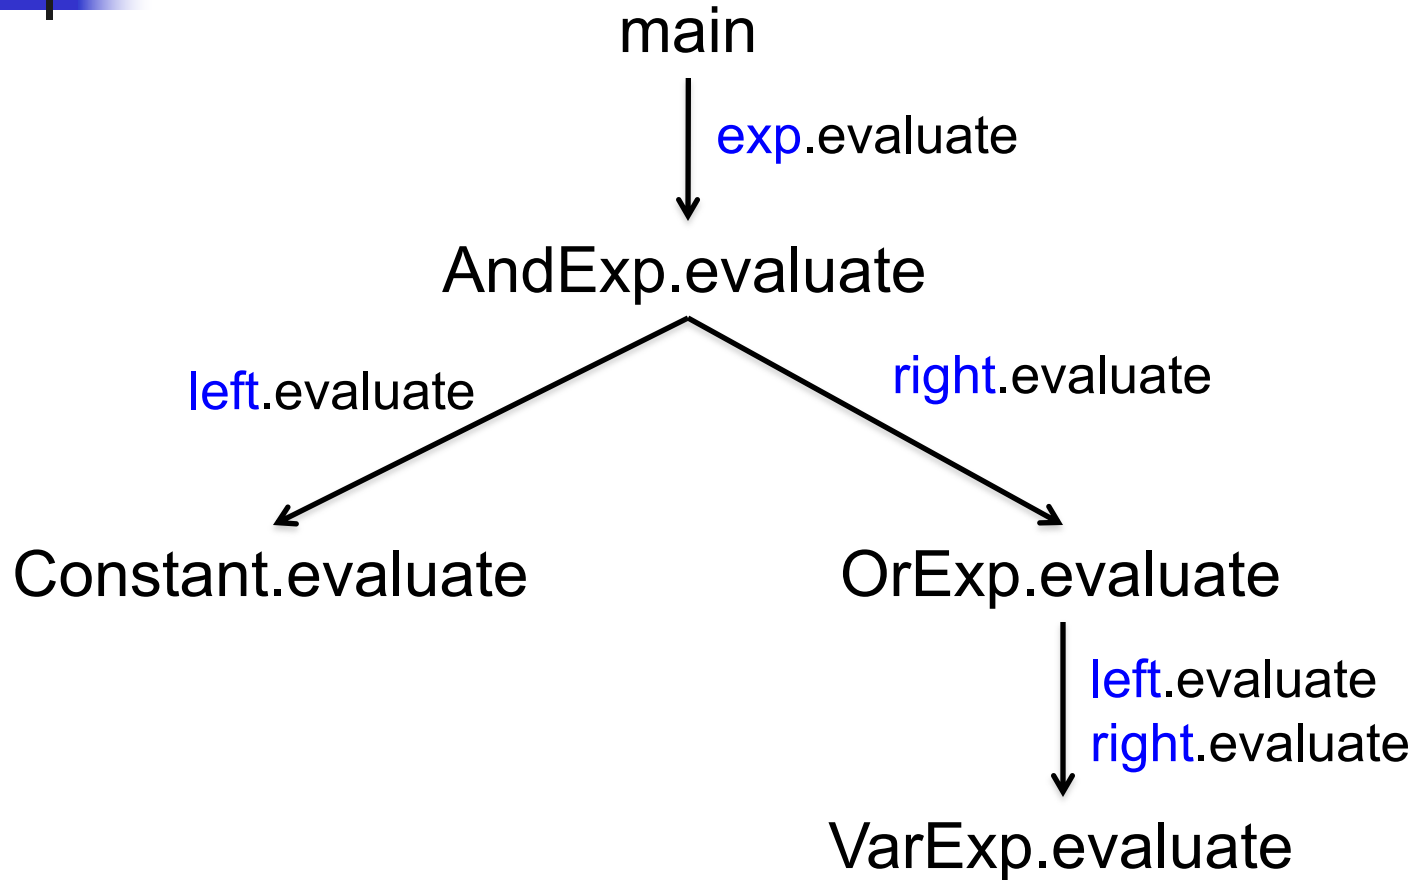 main
exp.evaluate
AndExp.evaluate
left.evaluate
right.evaluate
Constant.evaluate
OrExp.evaluate
left.evaluate
right.evaluate
VarExp.evaluate